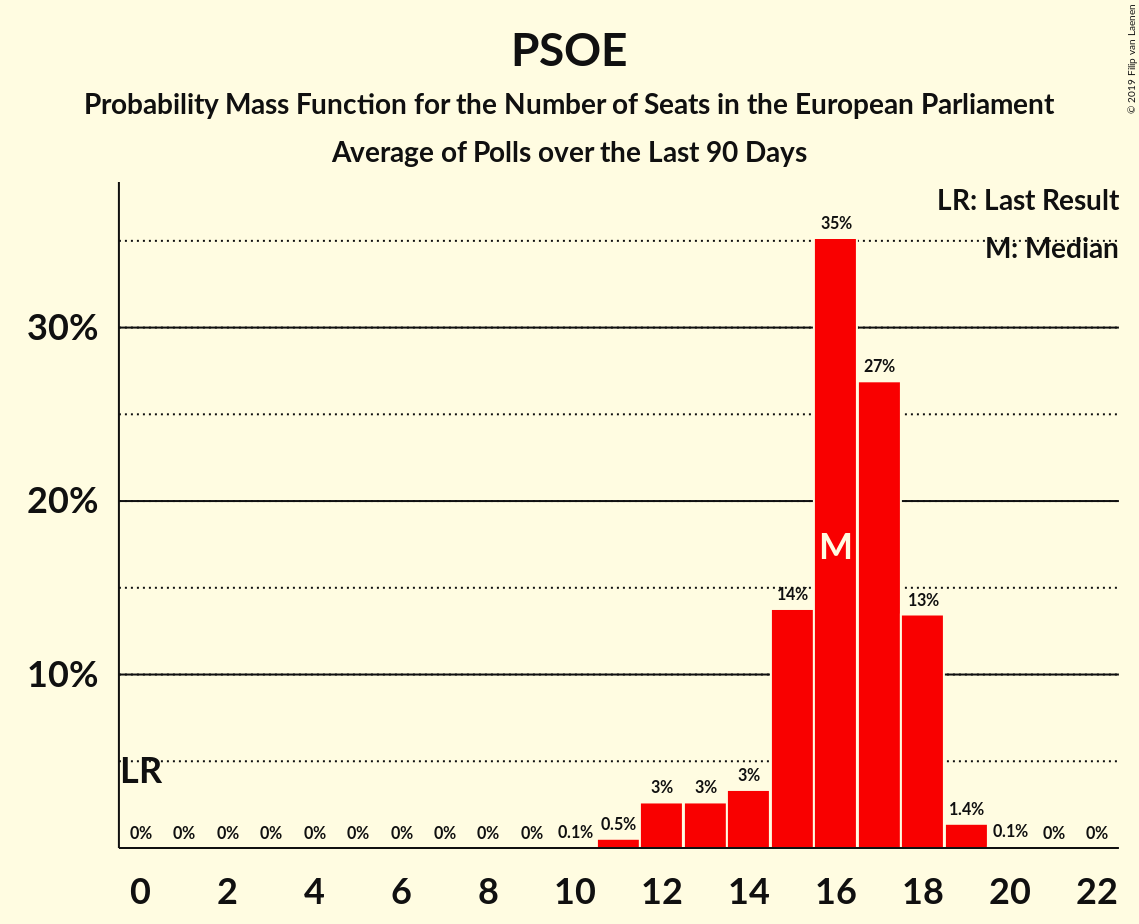 PSOE
Probability Mass Function for the Number of Seats in the European Parliament
Average of Polls over the Last 90 Days
© 2019 Filip van Laenen
LR: Last Result
M: Median
35%
30%
27%
20%
M
14%
13%
10%
LR
0% 0% 0% 0% 0% 0% 0% 0% 0% 0% 0.1% 0.5% 3% 3% 3% 1.4% 0.1% 0% 0%
0 2 4 6 8 10 12 14 16 18 20 22